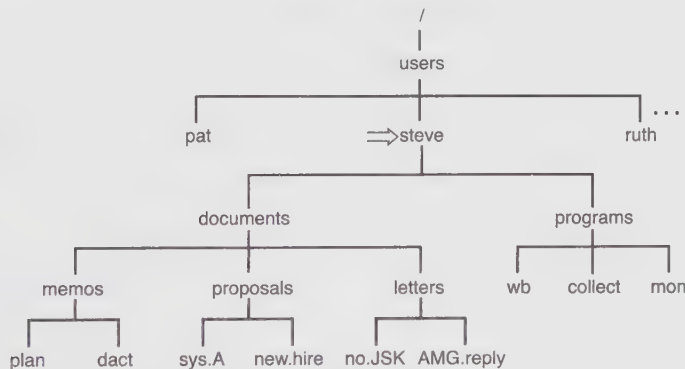 /
users
pat steve ruth ...
documents programs
memos proposals letters wb collect mon
plan dact sys.A new.hire no.JSK AMG.reply